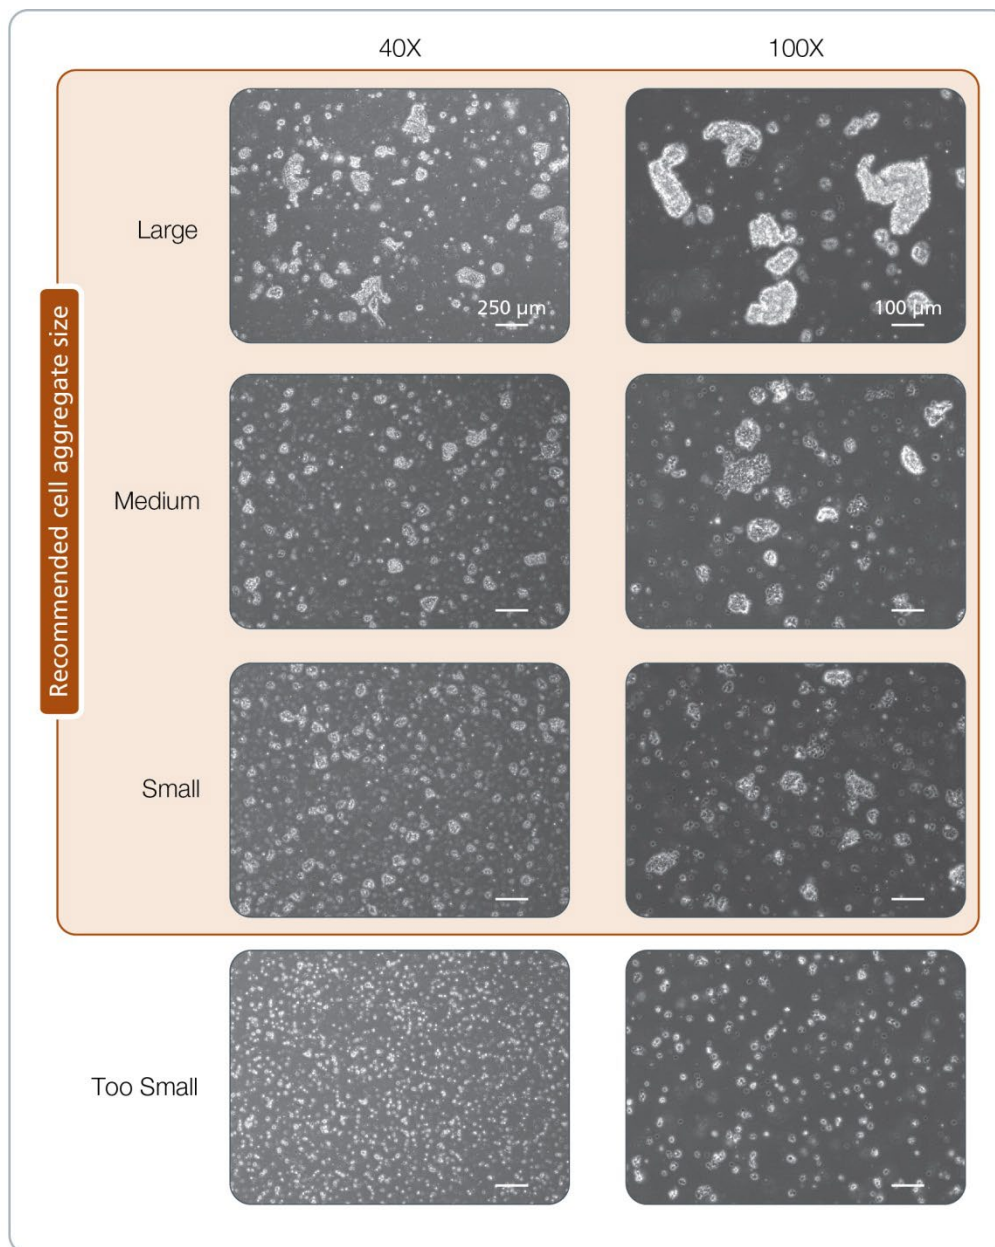 40X
100X
Large
250 µm
100 µm
Recommended cell aggregate size
Medium
Small
Too Small